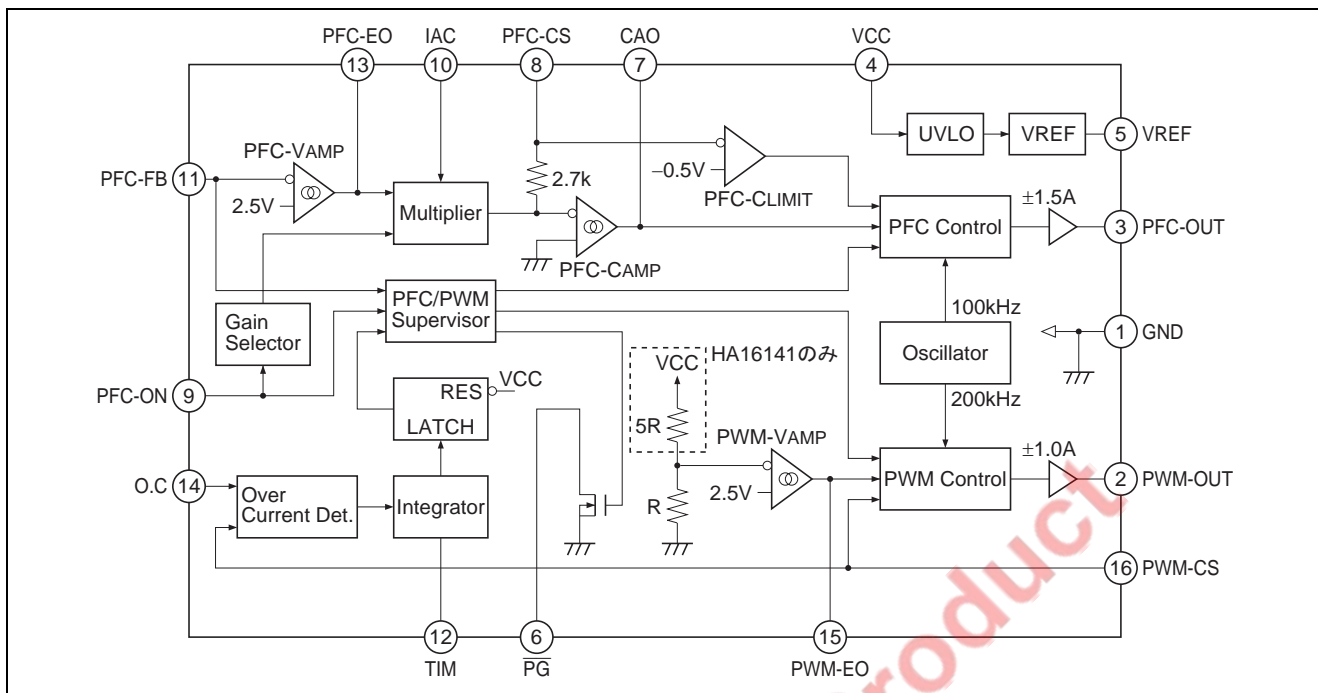 PFC-EO
IAC
PFC-CS
CAO
VCC
13
10
8
7
4
UVLO
VREF
5
VREF
PFC-VAMP
PFC-FB
11
2.5V
2.7k
−0.5V
PFC-CLIMIT
Multiplier
PFC-CAMP
PFC Control
±1.5A
3
PFC-OUT
PFC/PWM
Supervisor
100kHz
Gain
Selector
HA16141のみ
VCC
Oscillator
1
GND
PFC-ON
9
RES
VCC
LATCH
5R
200kHz
PWM-VAMP
O.C
14
Over
Current Det.
Integrator
R
2.5V
PWM Control
±1.0A
2
PWM-OUT
16
PWM-CS
12
6
15
TIM
PG
PWM-EO
roduct